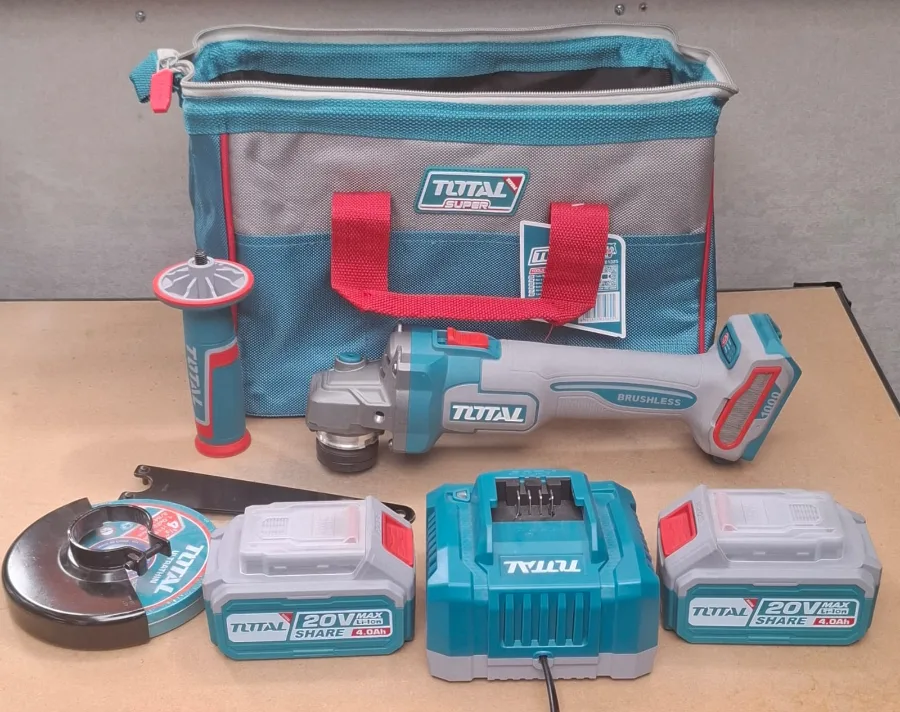 TOTAL
SUPER
TOTAL
TOTAL
BRUSHLESS
1000
TOTAL
TOTAL
TOTAL
20V MAX
Li-Ion
SHARE 4.0Ah
TOTAL
20V MAX
Li-Ion
SHARE 4.0Ah